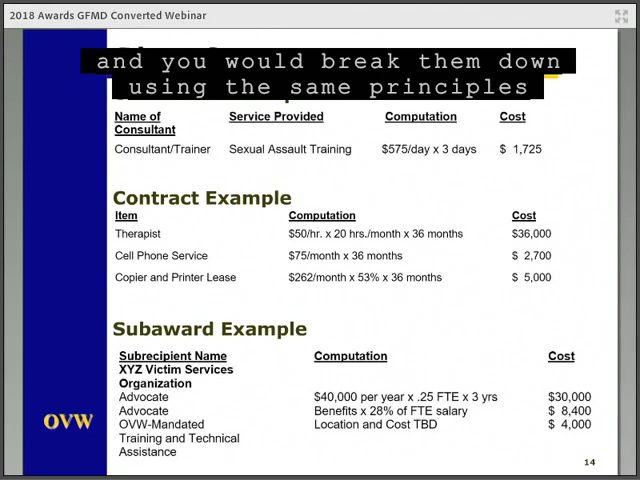 2018 Awards GFMD Converted Webinar
and you would break them down
using the same principles
Name of Consultant Service Provided Computation Cost
Consultant/Trainer Sexual Assault Training $575/day x 3 days $ 1,725
Contract Example
Item Computation Cost
Therapist $50/hr. x 20 hrs./month x 36 months $36,000
Cell Phone Service $75/month x 36 months $ 2,700
Copier and Printer Lease $262/month x 53% x 36 months $ 5,000
Subaward Example
Subrecipient Name Computation Cost
XYZ Victim Services
Organization
Advocate $40,000 per year x .25 FTE x 3 yrs $30,000
Advocate Benefits x 28% of FTE salary $ 8,400
OVW-Mandated Location and Cost TBD $ 4,000
Training and Technical
Assistance
OVW
14